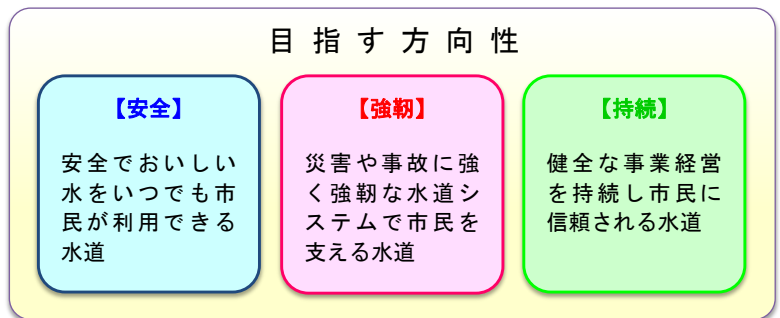 目指す方向性
【安全】
安全でおいしい
水をいつでも市
民が利用できる
水道
【強靭】
災害や事故に強
く強靭な水道シ
ステムで市民を
支える水道
【持続】
健全な事業経営
を持続し市民に
信頼される水道